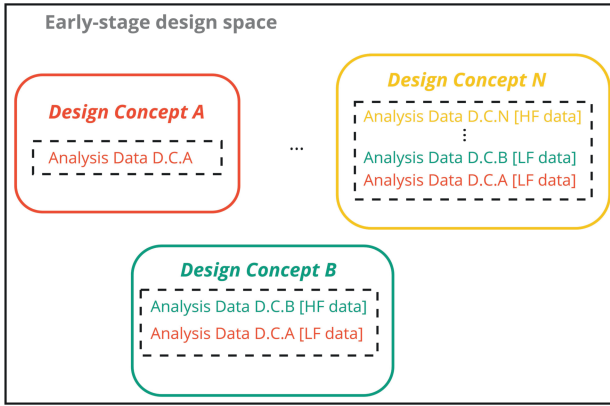 Early-stage design space
Design Concept A
Analysis Data D.C.A
...
Design Concept N
Analysis Data D.C.N [HF data]
⋮
Analysis Data D.C.B [LF data]
Analysis Data D.C.A [LF data]
Design Concept B
Analysis Data D.C.B [HF data]
Analysis Data D.C.A [LF data]